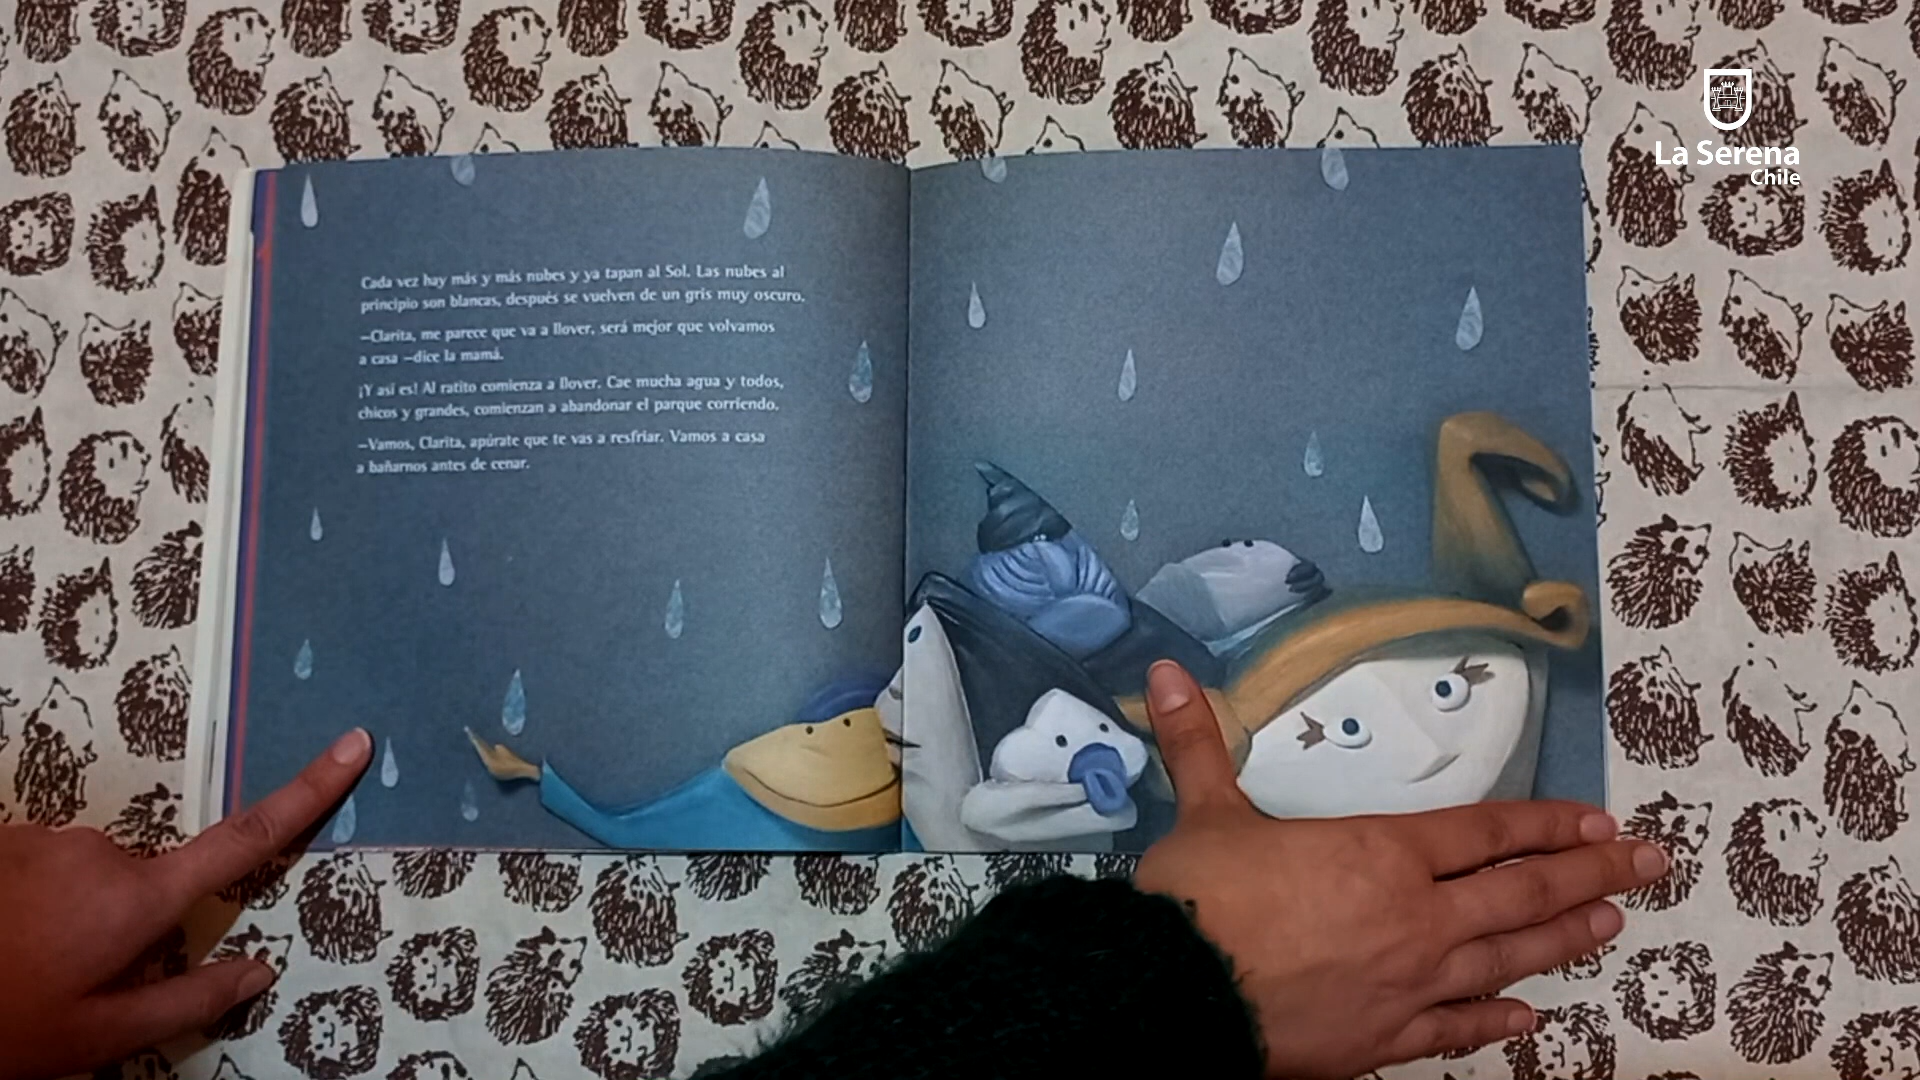 Cada vez hay más y más nubes y ya tapan al Sol. Las nubes al
principio son blancas, después se vuelven de un gris muy oscuro.
—Clarita, me parece que va a llover, será mejor que volvamos
a casa —dice la mamá.
¡Y así es! Al ratito comienza a llover. Cae mucha agua y todos,
chicos y grandes, comienzan a abandonar el parque corriendo.
—Vamos, Clarita, apúrate que te vas a resfriar. Vamos a casa
a bañarnos antes de cenar.
La Serena
Chile